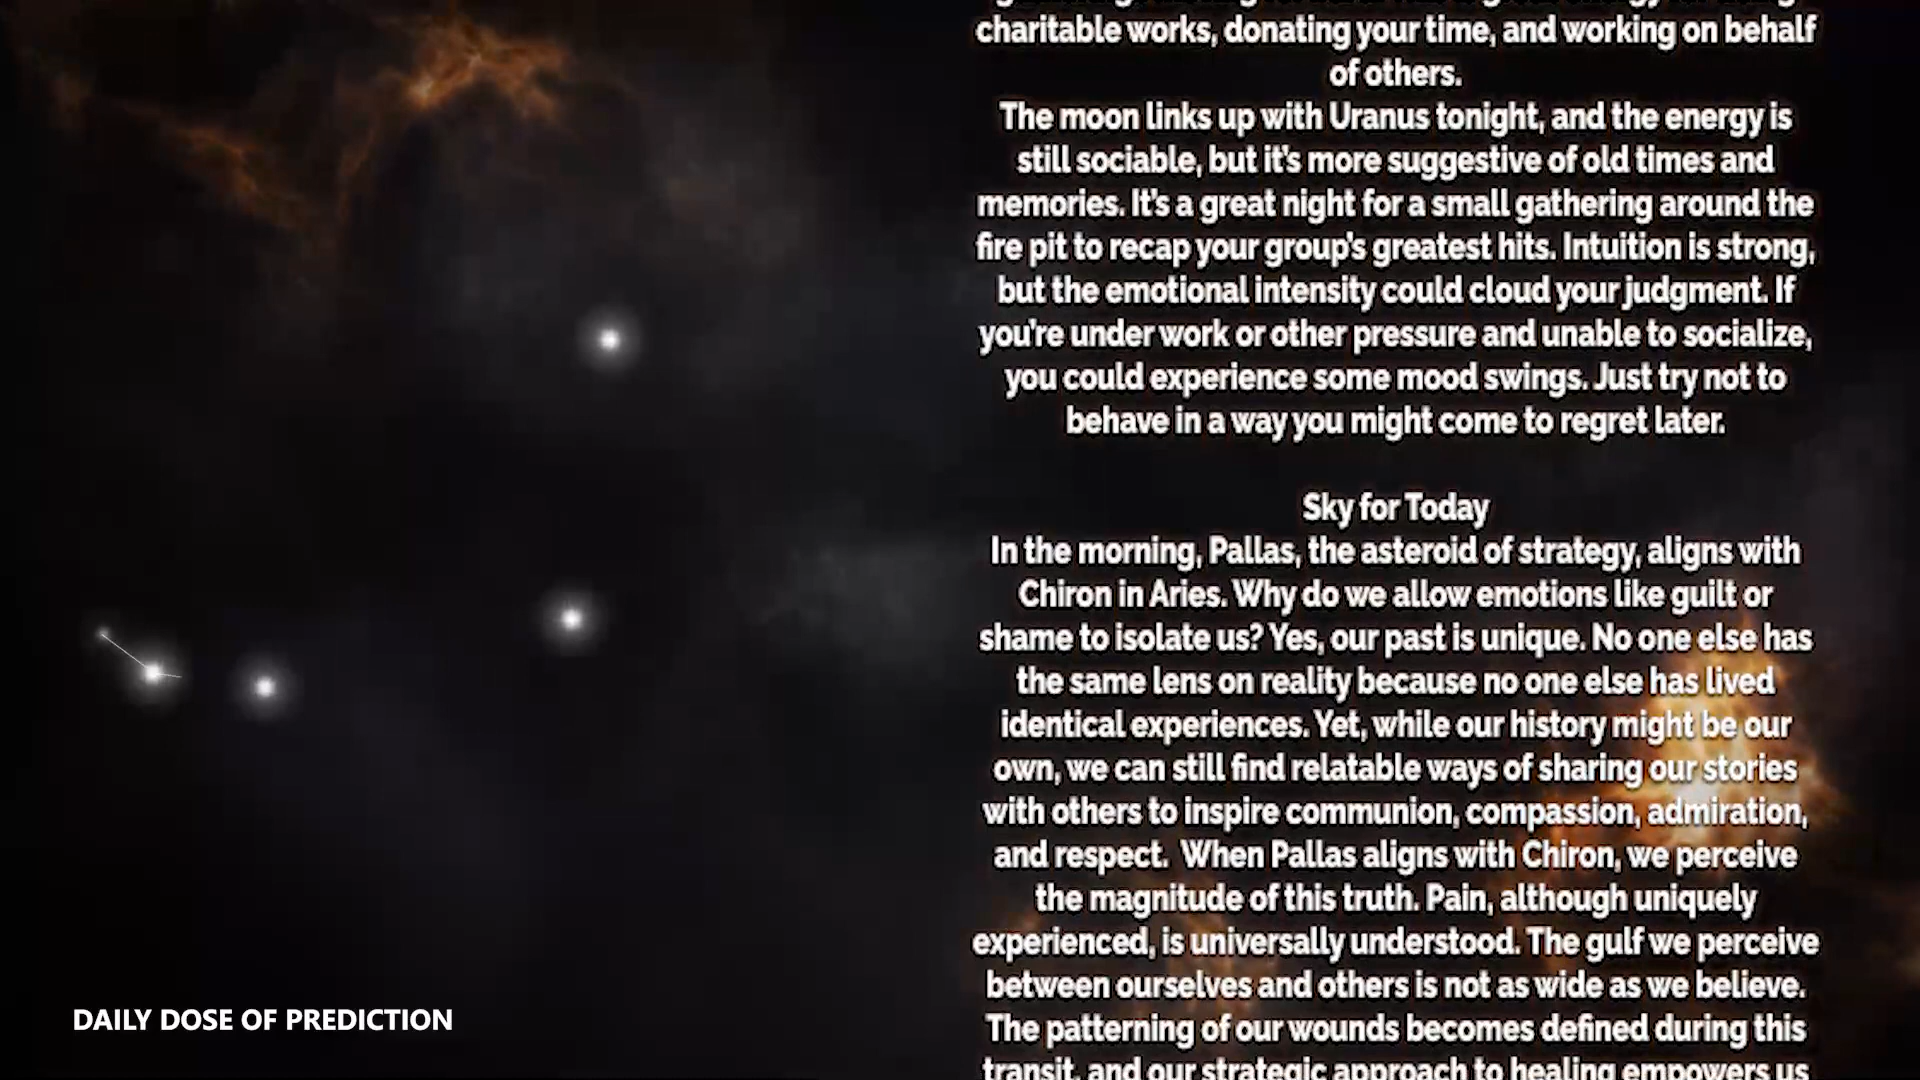 charitable works, donating your time, and working on behalf
of others.
The moon links up with Uranus tonight, and the energy is
still sociable, but it's more suggestive of old times and
memories. It's a great night for a small gathering around the
fire pit to recap your group's greatest hits. Intuition is strong,
but the emotional intensity could cloud your judgment. If
you're under work or other pressure and unable to socialize,
you could experience some mood swings. Just try not to
behave in a way you might come to regret later.
Sky for Today
In the morning, Pallas, the asteroid of strategy, aligns with
Chiron in Aries. Why do we allow emotions like guilt or
shame to isolate us? Yes, our past is unique. No one else has
the same lens on reality because no one else has lived
identical experiences. Yet, while our history might be our
own, we can still find relatable ways of sharing our stories
with others to inspire communion, compassion, admiration,
and respect.  When Pallas aligns with Chiron, we perceive
the magnitude of this truth. Pain, although uniquely
experienced, is universally understood. The gulf we perceive
between ourselves and others is not as wide as we believe.
The patterning of our wounds becomes defined during this
transit, and our strategic approach to healing empowers us
DAILY DOSE OF PREDICTION